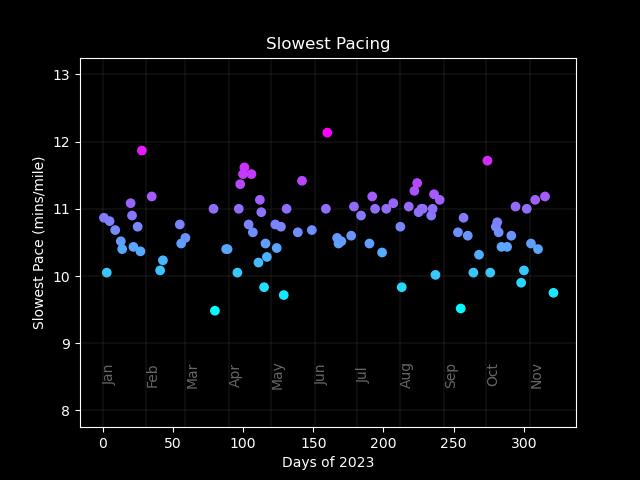 Slowest Pacing
13
12
11
10
9
8
Slowest Pace (mins/mile)
Jan
Feb
Mar
Apr
May
Jun
Jul
Aug
Sep
Oct
Nov
0 50 100 150 200 250 300
Days of 2023